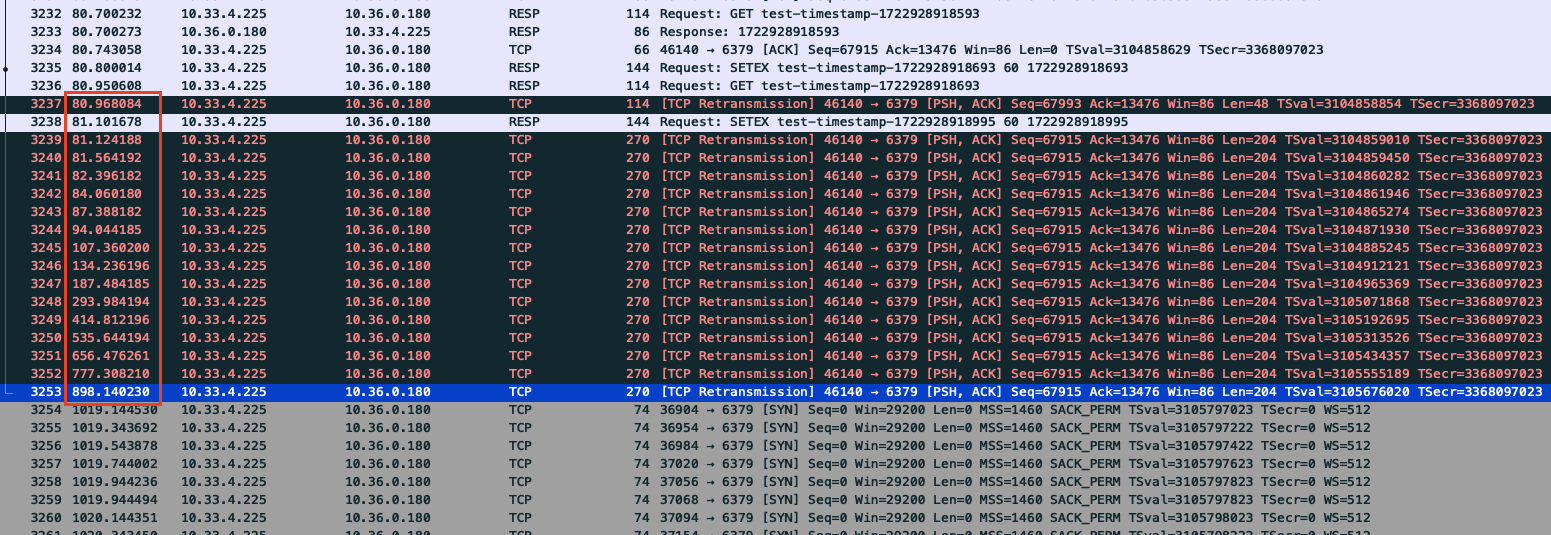 3232 80.700232 10.33.4.225 10.36.0.180 RESP 114 Request: GET test-timestamp-1722928918593
3233 80.700273 10.36.0.180 10.33.4.225 RESP 86 Response: 1722928918593
3234 80.743058 10.33.4.225 10.36.0.180 TCP 66 46140 → 6379 [ACK] Seq=67915 Ack=13476 Win=86 Len=0 TSval=3104858629 TSecr=3368097023
3235 80.800014 10.33.4.225 10.36.0.180 RESP 144 Request: SETEX test-timestamp-1722928918693 60 1722928918693
3236 80.950608 10.33.4.225 10.36.0.180 RESP 114 Request: GET test-timestamp-1722928918693
3237 80.968084 10.33.4.225 10.36.0.180 TCP 114 [TCP Retransmission] 46140 → 6379 [PSH, ACK] Seq=67993 Ack=13476 Win=86 Len=48 TSval=3104858854 TSecr=3368097023
3238 81.101678 10.33.4.225 10.36.0.180 RESP 144 Request: SETEX test-timestamp-1722928918995 60 1722928918995
3239 81.124188 10.33.4.225 10.36.0.180 TCP 270 [TCP Retransmission] 46140 → 6379 [PSH, ACK] Seq=67915 Ack=13476 Win=86 Len=204 TSval=3104859010 TSecr=3368097023
3240 81.564192 10.33.4.225 10.36.0.180 TCP 270 [TCP Retransmission] 46140 → 6379 [PSH, ACK] Seq=67915 Ack=13476 Win=86 Len=204 TSval=3104859450 TSecr=3368097023
3241 82.396182 10.33.4.225 10.36.0.180 TCP 270 [TCP Retransmission] 46140 → 6379 [PSH, ACK] Seq=67915 Ack=13476 Win=86 Len=204 TSval=3104860282 TSecr=3368097023
3242 84.060180 10.33.4.225 10.36.0.180 TCP 270 [TCP Retransmission] 46140 → 6379 [PSH, ACK] Seq=67915 Ack=13476 Win=86 Len=204 TSval=3104861946 TSecr=3368097023
3243 87.388182 10.33.4.225 10.36.0.180 TCP 270 [TCP Retransmission] 46140 → 6379 [PSH, ACK] Seq=67915 Ack=13476 Win=86 Len=204 TSval=3104865274 TSecr=3368097023
3244 94.044185 10.33.4.225 10.36.0.180 TCP 270 [TCP Retransmission] 46140 → 6379 [PSH, ACK] Seq=67915 Ack=13476 Win=86 Len=204 TSval=3104871930 TSecr=3368097023
3245 107.360200 10.33.4.225 10.36.0.180 TCP 270 [TCP Retransmission] 46140 → 6379 [PSH, ACK] Seq=67915 Ack=13476 Win=86 Len=204 TSval=3104885245 TSecr=3368097023
3246 134.236196 10.33.4.225 10.36.0.180 TCP 270 [TCP Retransmission] 46140 → 6379 [PSH, ACK] Seq=67915 Ack=13476 Win=86 Len=204 TSval=3104912121 TSecr=3368097023
3247 187.484185 10.33.4.225 10.36.0.180 TCP 270 [TCP Retransmission] 46140 → 6379 [PSH, ACK] Seq=67915 Ack=13476 Win=86 Len=204 TSval=3104965369 TSecr=3368097023
3248 293.984194 10.33.4.225 10.36.0.180 TCP 270 [TCP Retransmission] 46140 → 6379 [PSH, ACK] Seq=67915 Ack=13476 Win=86 Len=204 TSval=3105071868 TSecr=3368097023
3249 414.812196 10.33.4.225 10.36.0.180 TCP 270 [TCP Retransmission] 46140 → 6379 [PSH, ACK] Seq=67915 Ack=13476 Win=86 Len=204 TSval=3105192695 TSecr=3368097023
3250 535.644194 10.33.4.225 10.36.0.180 TCP 270 [TCP Retransmission] 46140 → 6379 [PSH, ACK] Seq=67915 Ack=13476 Win=86 Len=204 TSval=3105313526 TSecr=3368097023
3251 656.476261 10.33.4.225 10.36.0.180 TCP 270 [TCP Retransmission] 46140 → 6379 [PSH, ACK] Seq=67915 Ack=13476 Win=86 Len=204 TSval=3105434357 TSecr=3368097023
3252 777.308210 10.33.4.225 10.36.0.180 TCP 270 [TCP Retransmission] 46140 → 6379 [PSH, ACK] Seq=67915 Ack=13476 Win=86 Len=204 TSval=3105555189 TSecr=3368097023
3253 898.140230 10.33.4.225 10.36.0.180 TCP 270 [TCP Retransmission] 46140 → 6379 [PSH, ACK] Seq=67915 Ack=13476 Win=86 Len=204 TSval=3105676020 TSecr=3368097023
3254 1019.144530 10.33.4.225 10.36.0.180 TCP 74 36904 → 6379 [SYN] Seq=0 Win=29200 Len=0 MSS=1460 SACK_PERM TSval=3105797023 TSecr=0 WS=512
3255 1019.343692 10.33.4.225 10.36.0.180 TCP 74 36954 → 6379 [SYN] Seq=0 Win=29200 Len=0 MSS=1460 SACK_PERM TSval=3105797222 TSecr=0 WS=512
3256 1019.543878 10.33.4.225 10.36.0.180 TCP 74 36984 → 6379 [SYN] Seq=0 Win=29200 Len=0 MSS=1460 SACK_PERM TSval=3105797422 TSecr=0 WS=512
3257 1019.744002 10.33.4.225 10.36.0.180 TCP 74 37020 → 6379 [SYN] Seq=0 Win=29200 Len=0 MSS=1460 SACK_PERM TSval=3105797623 TSecr=0 WS=512
3258 1019.944236 10.33.4.225 10.36.0.180 TCP 74 37056 → 6379 [SYN] Seq=0 Win=29200 Len=0 MSS=1460 SACK_PERM TSval=3105797823 TSecr=0 WS=512
3259 1019.944494 10.33.4.225 10.36.0.180 TCP 74 37068 → 6379 [SYN] Seq=0 Win=29200 Len=0 MSS=1460 SACK_PERM TSval=3105797823 TSecr=0 WS=512
3260 1020.144351 10.33.4.225 10.36.0.180 TCP 74 37094 → 6379 [SYN] Seq=0 Win=29200 Len=0 MSS=1460 SACK_PERM TSval=3105798023 TSecr=0 WS=512